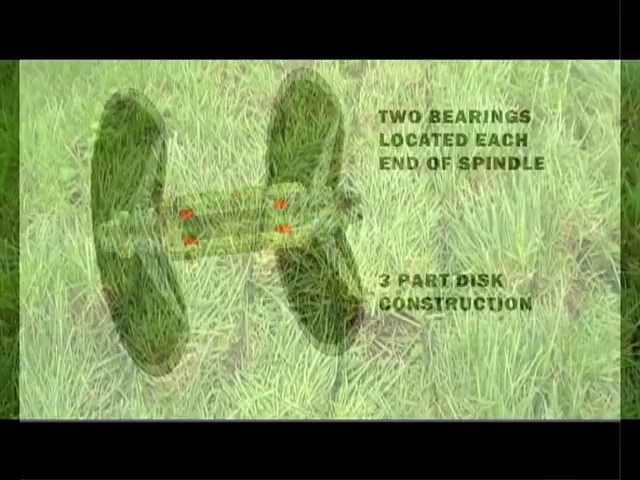 TWO BEARINGS
LOCATED EACH
END OF SPINDLE
3 PART DISK
CONSTRUCTION